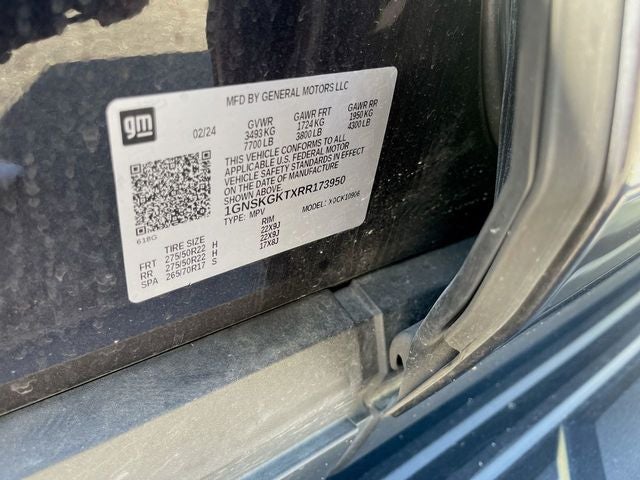 MFD BY GENERAL MOTORS LLC
gm
02/24
GVWR GAWR FRT GAWR RR
3493 KG 1724 KG 1950 KG
7700 LB 3800 LB 4300 LB
THIS VEHICLE CONFORMS TO ALL
APPLICABLE U.S. FEDERAL MOTOR
VEHICLE SAFETY STANDARDS IN EFFECT
ON THE DATE OF MANUFACTURE
1GNSKGKTXRR173950
TYPE: MPV MODEL: X0CK10906
618G
TIRE SIZE RIM
FRT 275/50R22 H 22X9J
RR 275/50R22 H 22X9J
SPA 265/70R17 S 17X8J